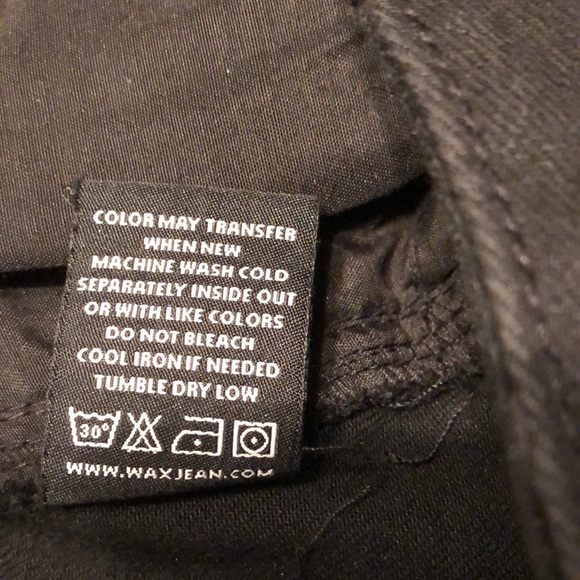 COLOR MAY TRANSFER
WHEN NEW
MACHINE WASH COLD
SEPARATELY INSIDE OUT
OR WITH LIKE COLORS
DO NOT BLEACH
COOL IRON IF NEEDED
TUMBLE DRY LOW
30°
WWW.WAXJEAN.COM